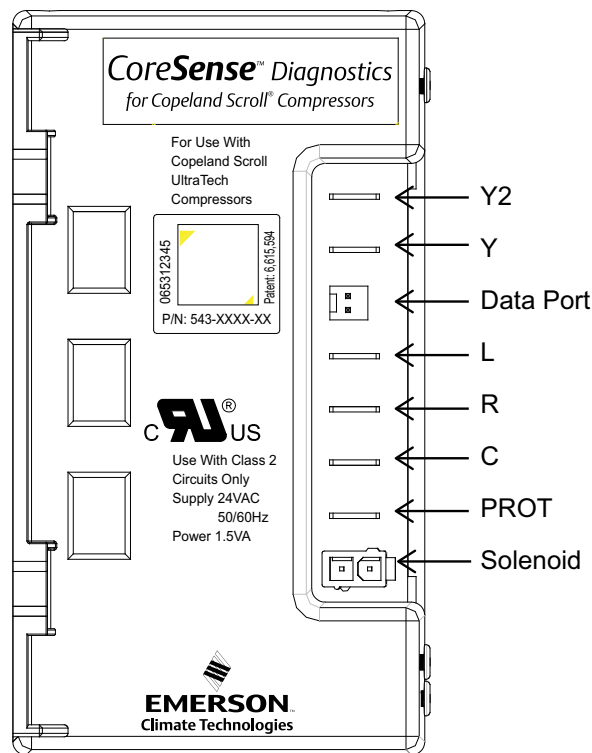 CoreSense™ Diagnostics
for Copeland Scroll® Compressors
For Use With
Copeland Scroll
UltraTech
Compressors
065312345
Patent: 6,615,594
P/N: 543-XXXX-XX
C RU® US
Use With Class 2
Circuits Only
Supply 24VAC
50/60Hz
Power 1.5VA
EMERSON™
Climate Technologies
Y2
Y
Data Port
L
R
C
PROT
Solenoid